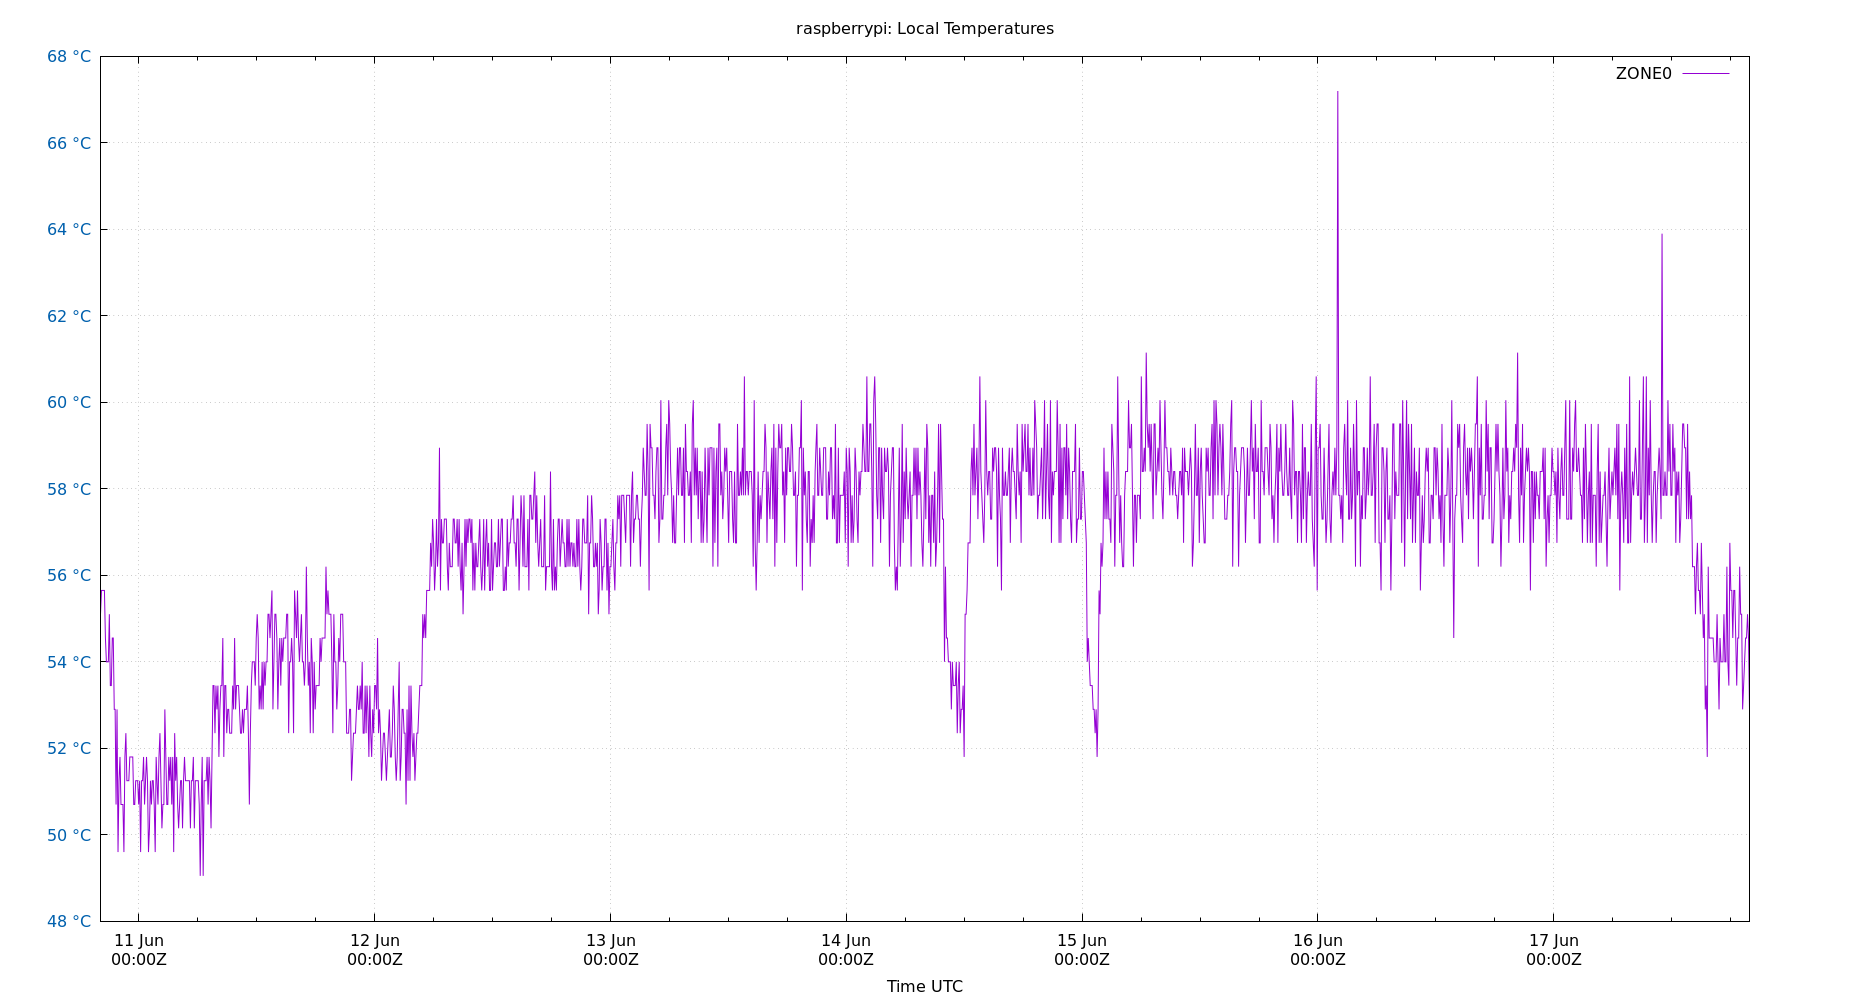 raspberrypi: Local Temperatures
68 °C
ZONE0
66 °C
64 °C
62 °C
60 °C
58 °C
56 °C
54 °C
52 °C
50 °C
48 °C
11 Jun 12 Jun 13 Jun 14 Jun 15 Jun 16 Jun 17 Jun
00:00Z 00:00Z 00:00Z 00:00Z 00:00Z 00:00Z 00:00Z
Time UTC